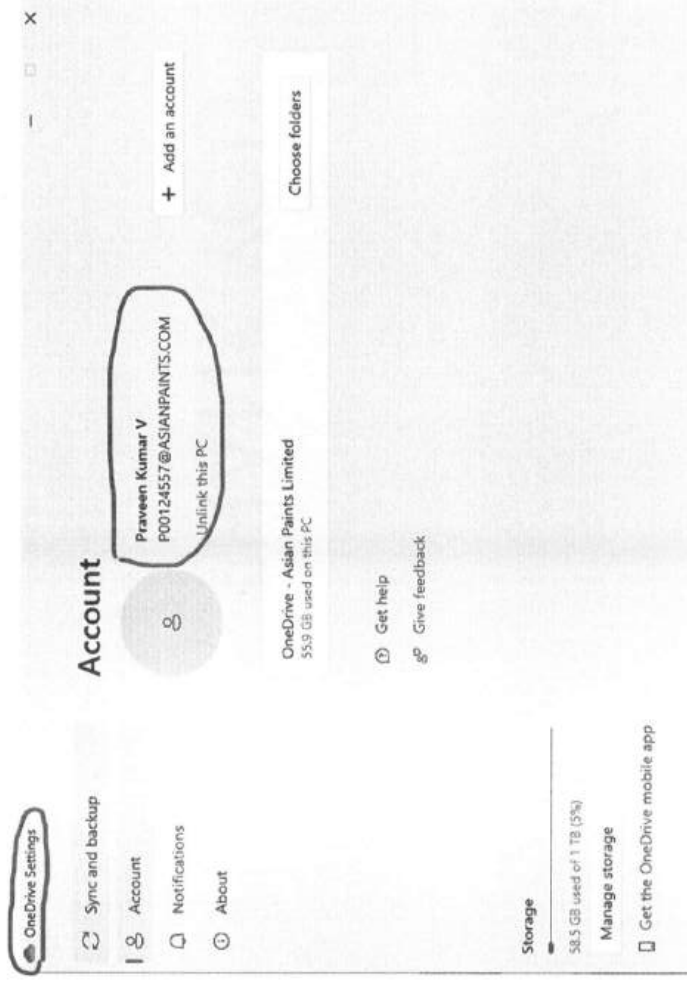 OneDrive Settings
Sync and backup
Account
Notifications
About
Storage
58.5 GB used of 1 TB (5%)
Manage storage
Get the OneDrive mobile app
Account
Praveen Kumar V
P00124557@ASIANPAINTS.COM
Unlink this PC
+ Add an account
OneDrive - Asian Paints Limited
55.9 GB used on this PC
Choose folders
Get help
Give feedback